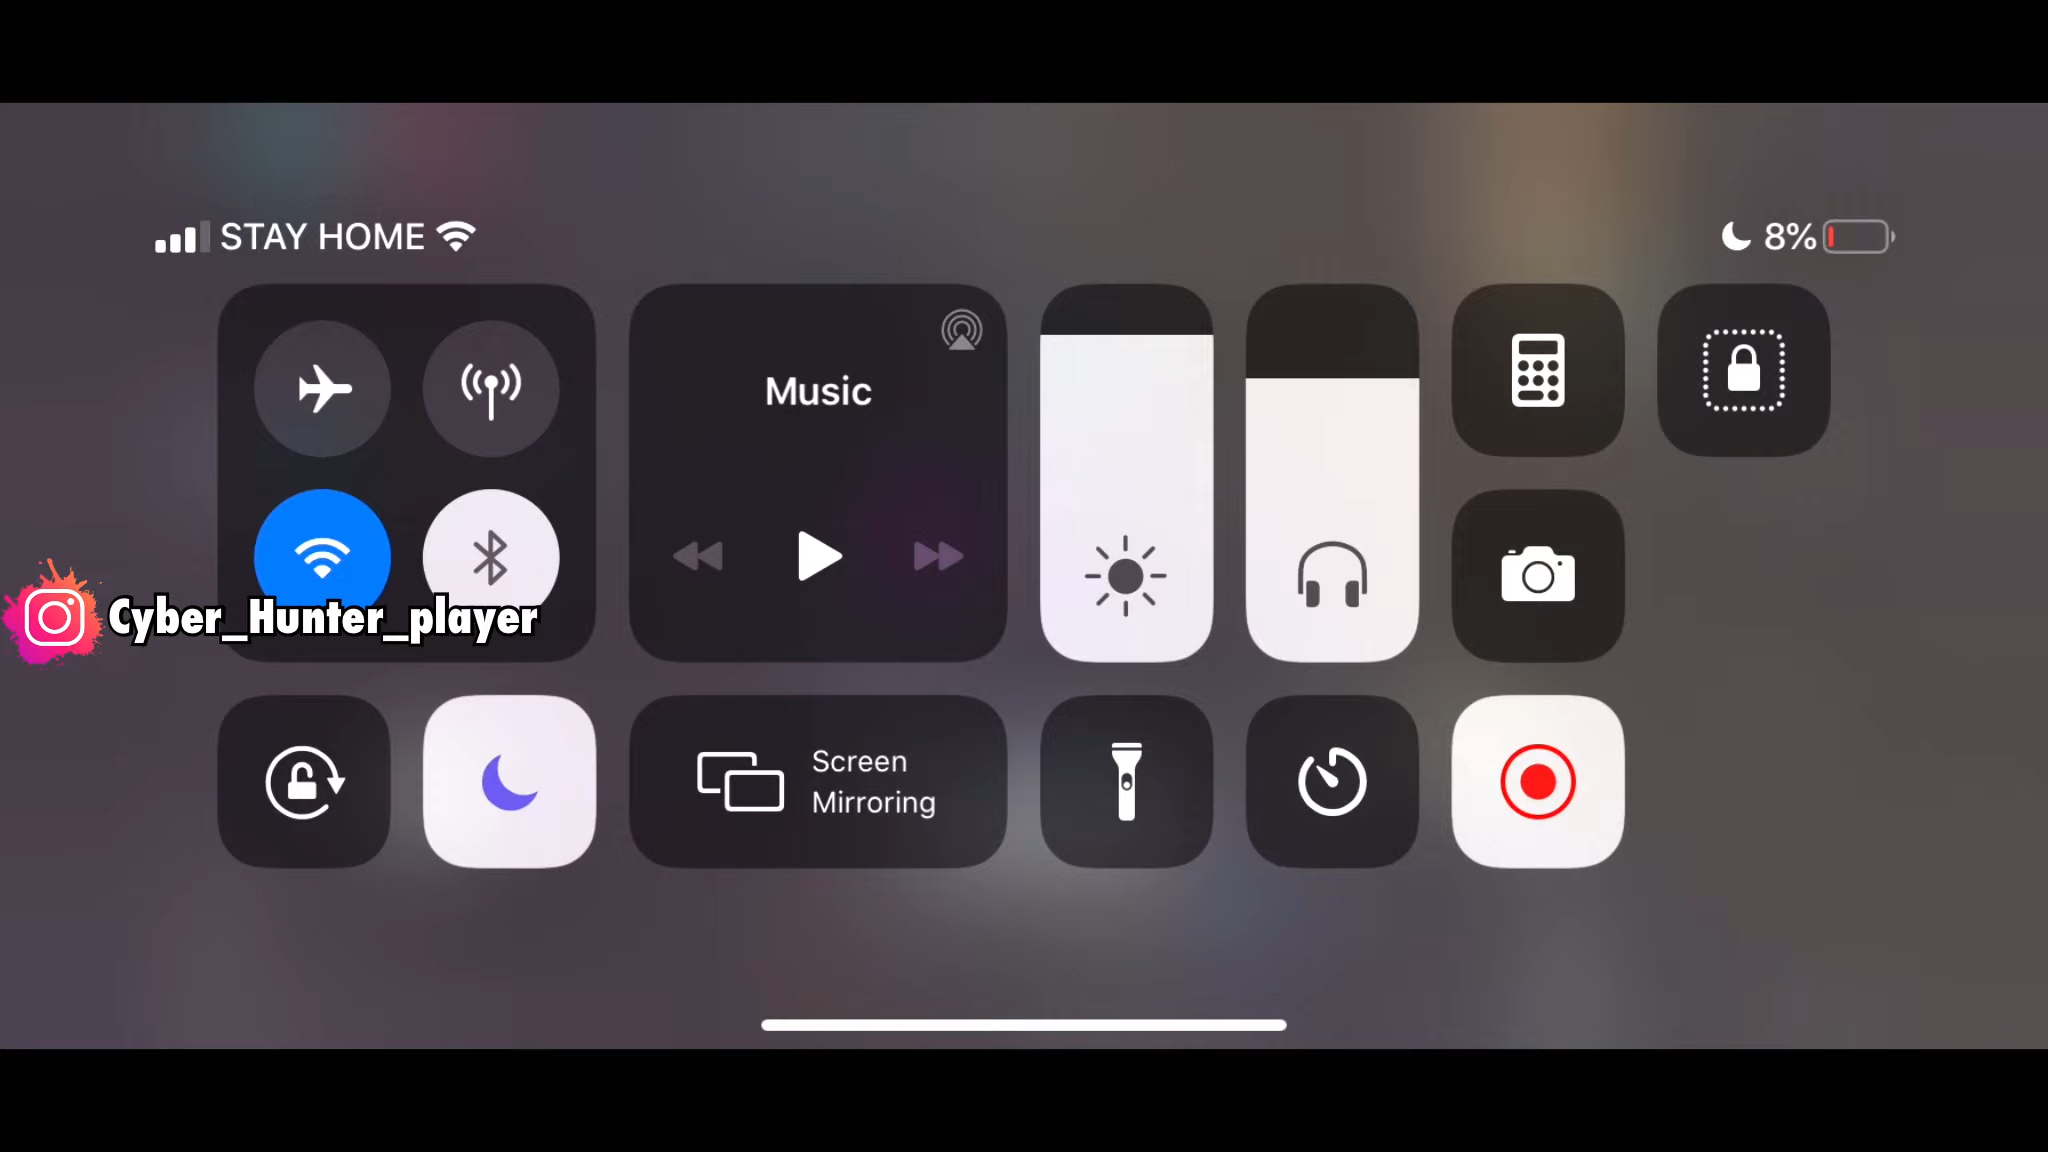 STAY HOME
8%
Music
Cyber_Hunter_player
Screen
Mirroring